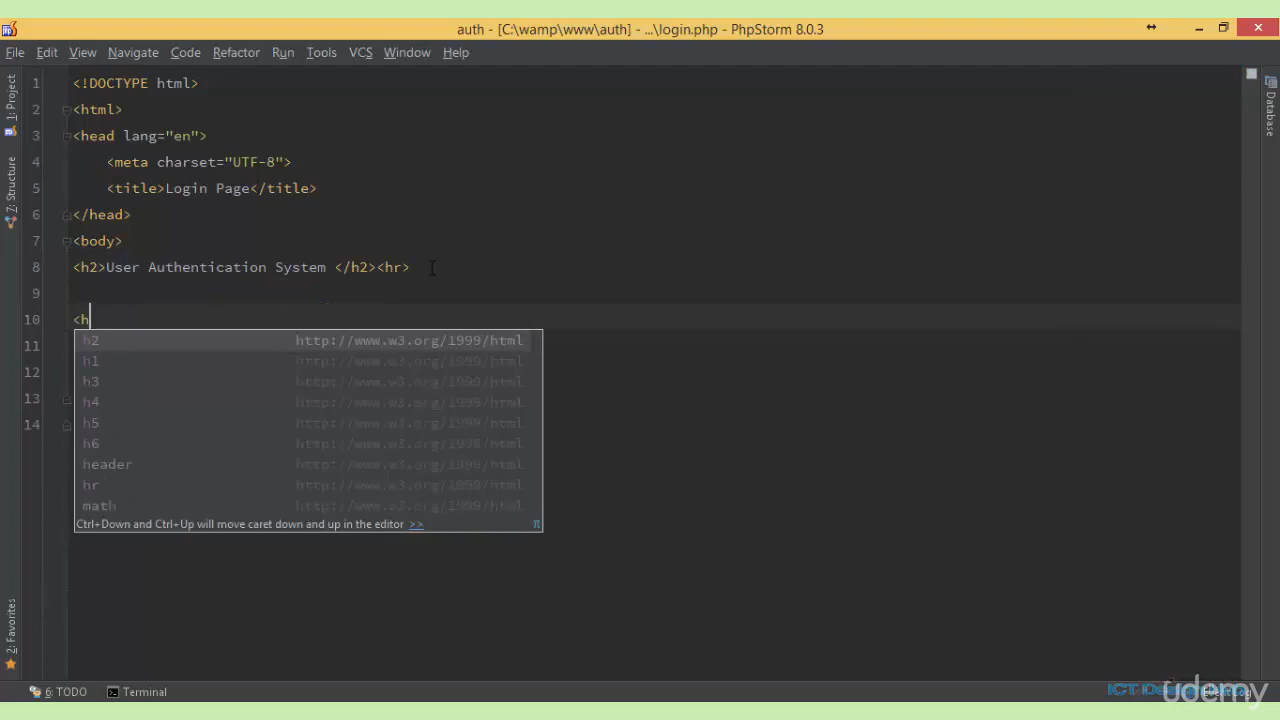 auth - [C:\wamp\www\auth] - ...\login.php - PhpStorm 8.0.3
File Edit View Navigate Code Refactor Run Tools VCS Window Help
1: Project
7: Structure
2: Favorites
Database
1 <!DOCTYPE html>
2 <html>
3 <head lang="en">
4 <meta charset="UTF-8">
5 <title>Login Page</title>
6 </head>
7 <body>
8 <h2>User Authentication System </h2><hr>
9
10 <h
11
12
13
14
h2 http://www.w3.org/1999/html
h1 http://www.w3.org/1999/html
h3 http://www.w3.org/1999/html
h4 http://www.w3.org/1999/html
h5 http://www.w3.org/1999/html
h6 http://www.w3.org/1999/html
header http://www.w3.org/1999/html
hr http://www.w3.org/1999/html
math http://www.w3.org/1999/html
Ctrl+Down and Ctrl+Up will move caret down and up in the editor >> π
6: TODO Terminal
udemy